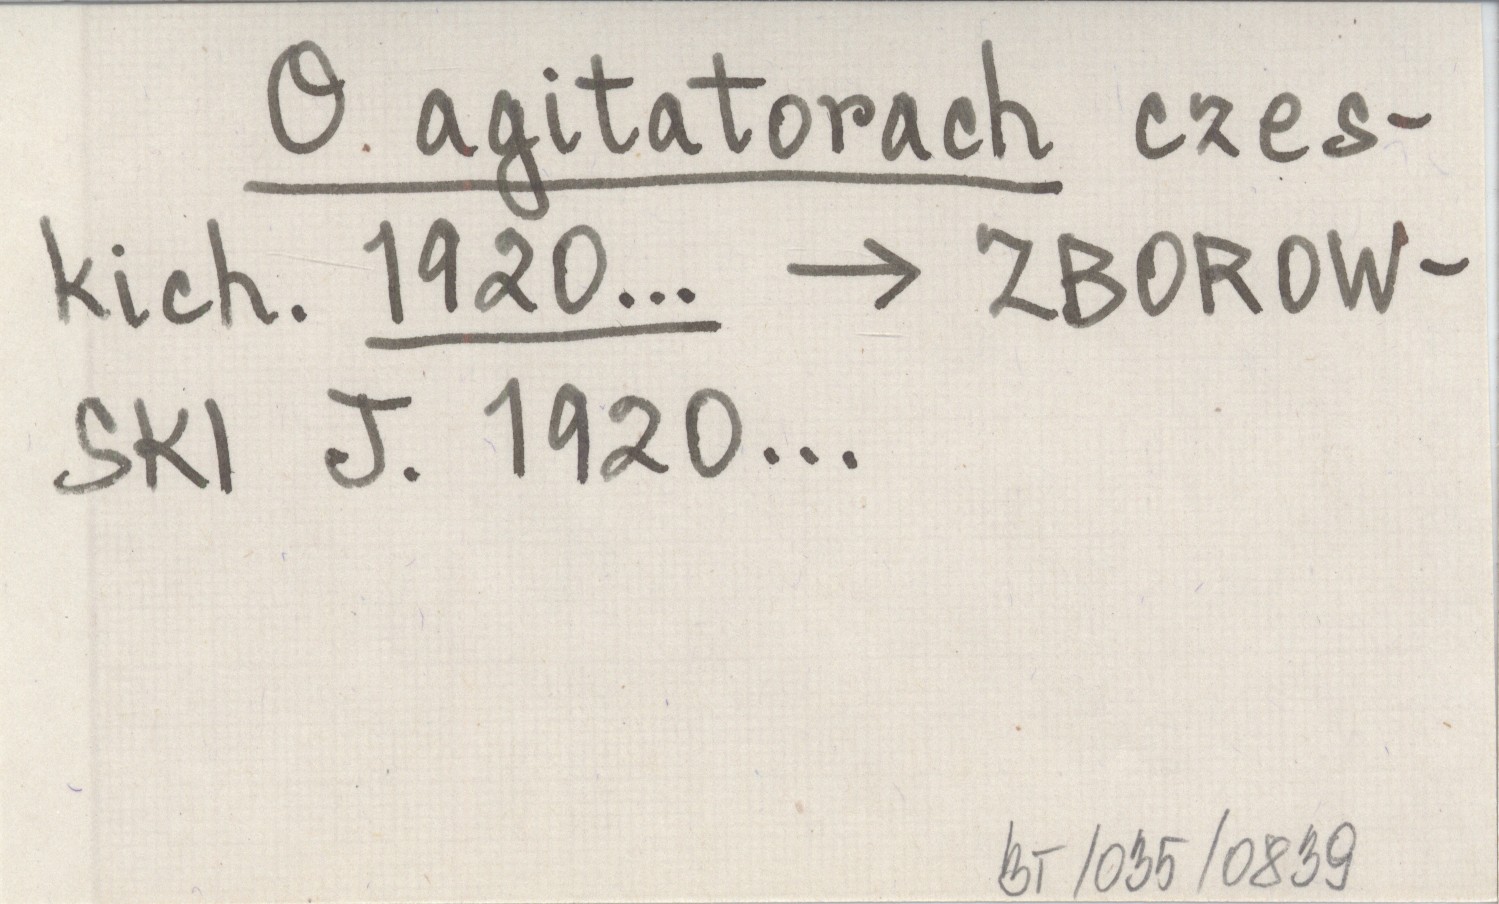 O agitatorach czes-
kich. 1920... → ZBOROW-
SKI J. 1920...
BT/035/0839